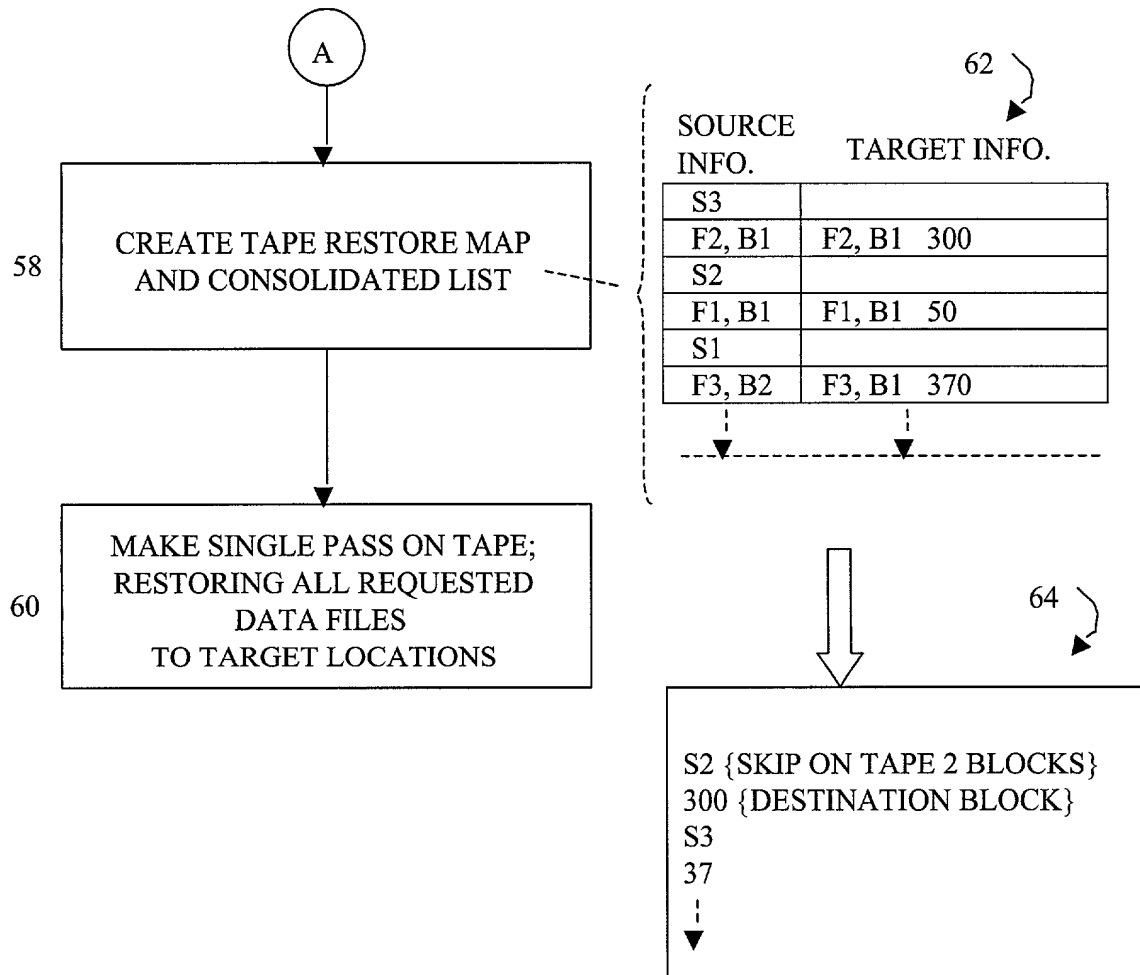 A
58
CREATE TAPE RESTORE MAP
AND CONSOLIDATED LIST
60
MAKE SINGLE PASS ON TAPE;
RESTORING ALL REQUESTED
DATA FILES
TO TARGET LOCATIONS
62
SOURCE
INFO.
TARGET INFO.
S3
F2, B1 F2, B1 300
S2
F1, B1 F1, B1 50
S1
F3, B2 F3, B1 370
64
S2 {SKIP ON TAPE 2 BLOCKS}
300 {DESTINATION BLOCK}
S3
37